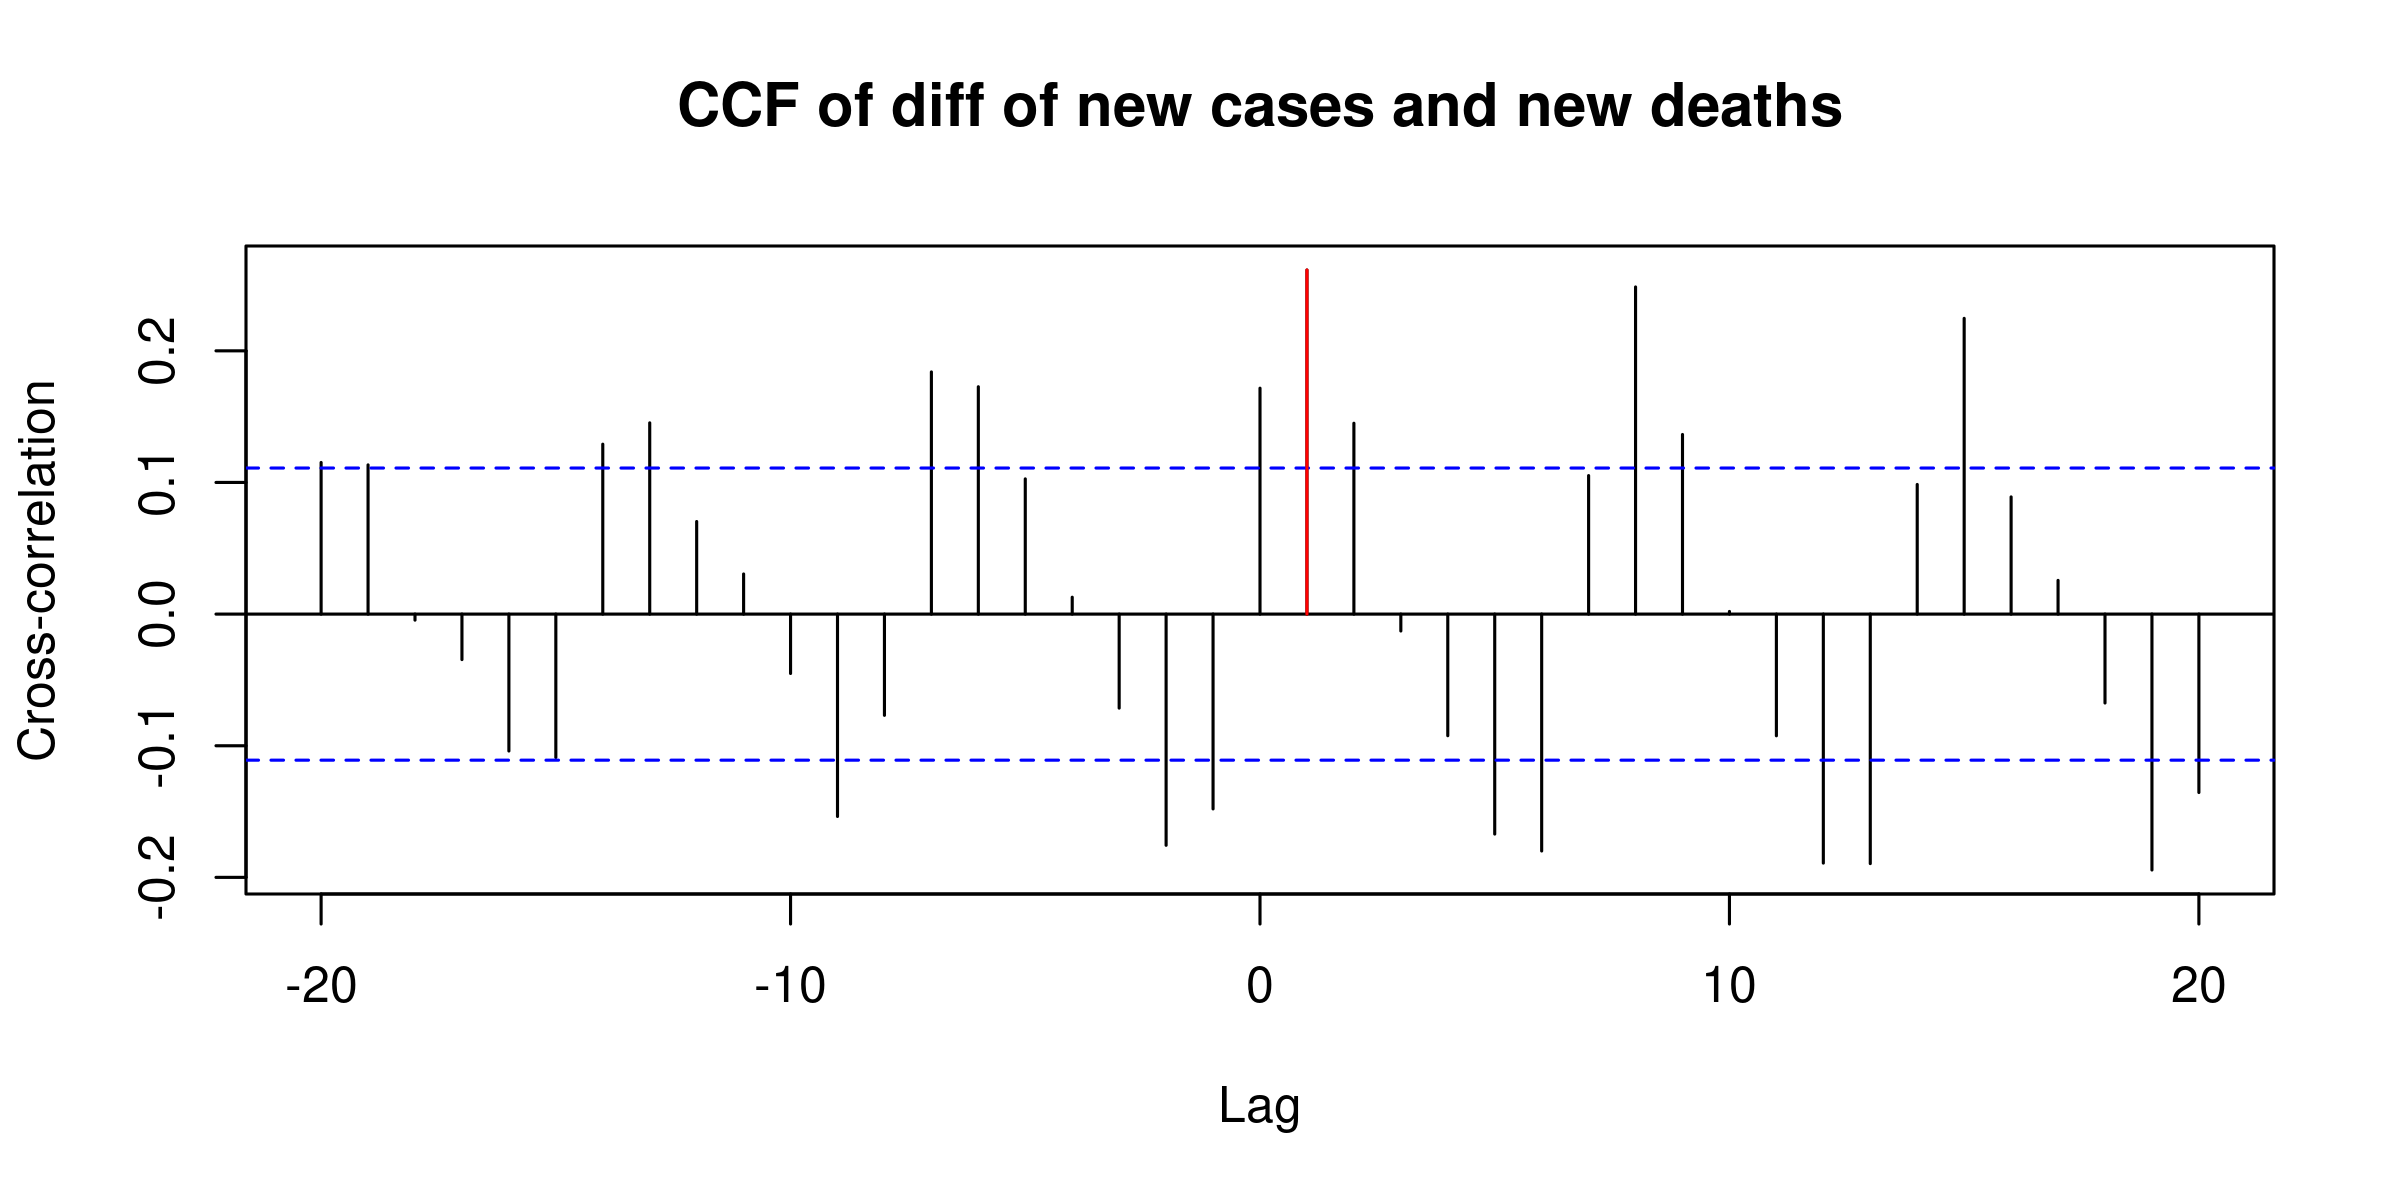 CCF of diff of new cases and new deaths
Cross-correlation
0.2
0.1
0.0
-0.1
-0.2
-20 -10 0 10 20
Lag